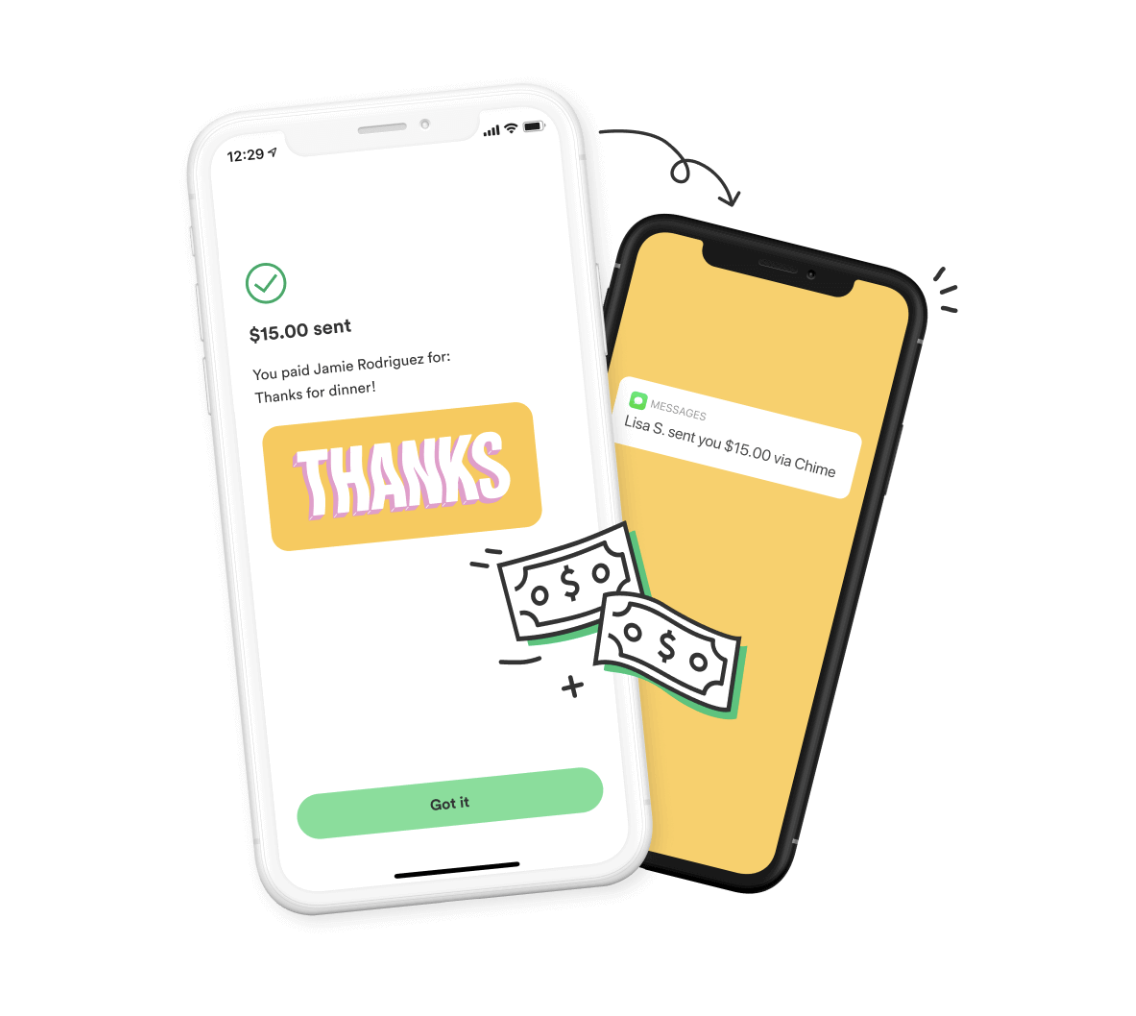 12:29
$15.00 sent
You paid Jamie Rodriguez for:
Thanks for dinner!
THANKS
Got it
MESSAGES
Lisa S. sent you $15.00 via Chime
$
$